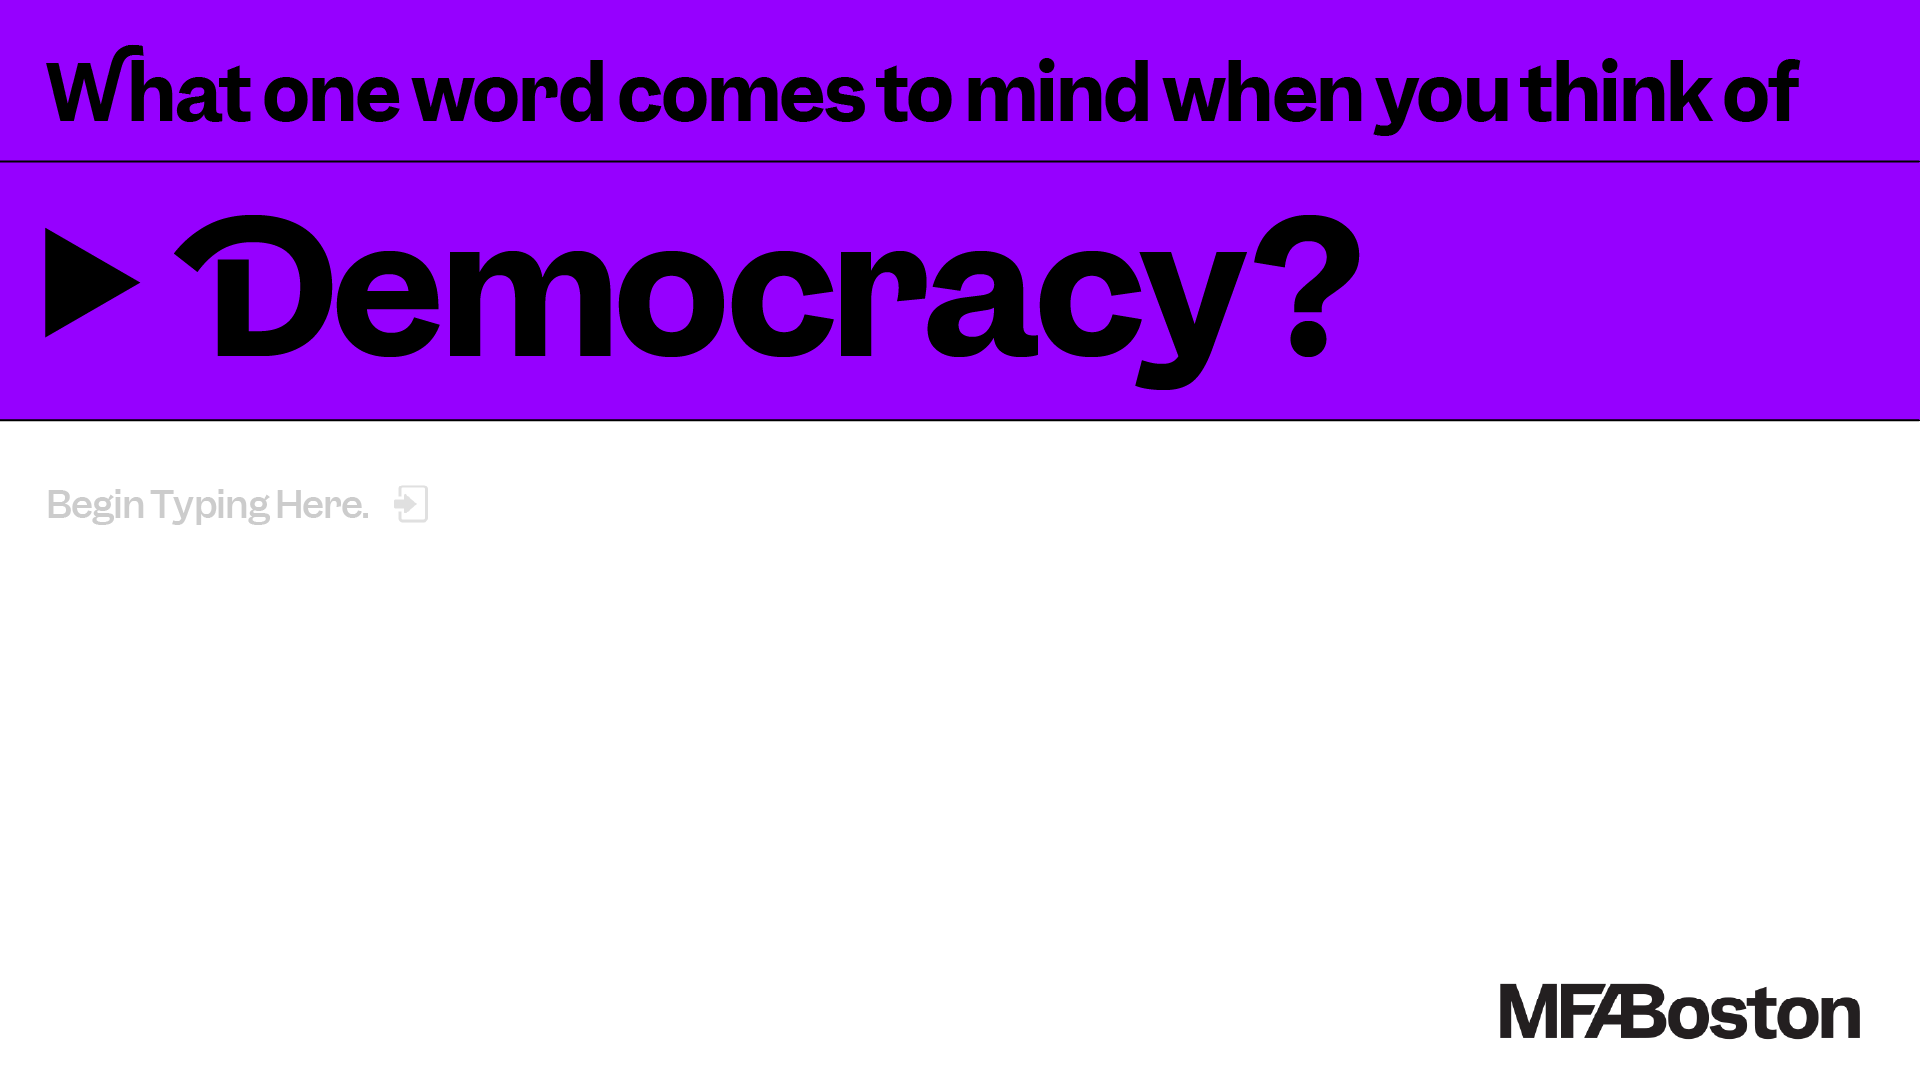 What one word comes to mind when you think of
Democracy?
Begin Typing Here.
MFABoston